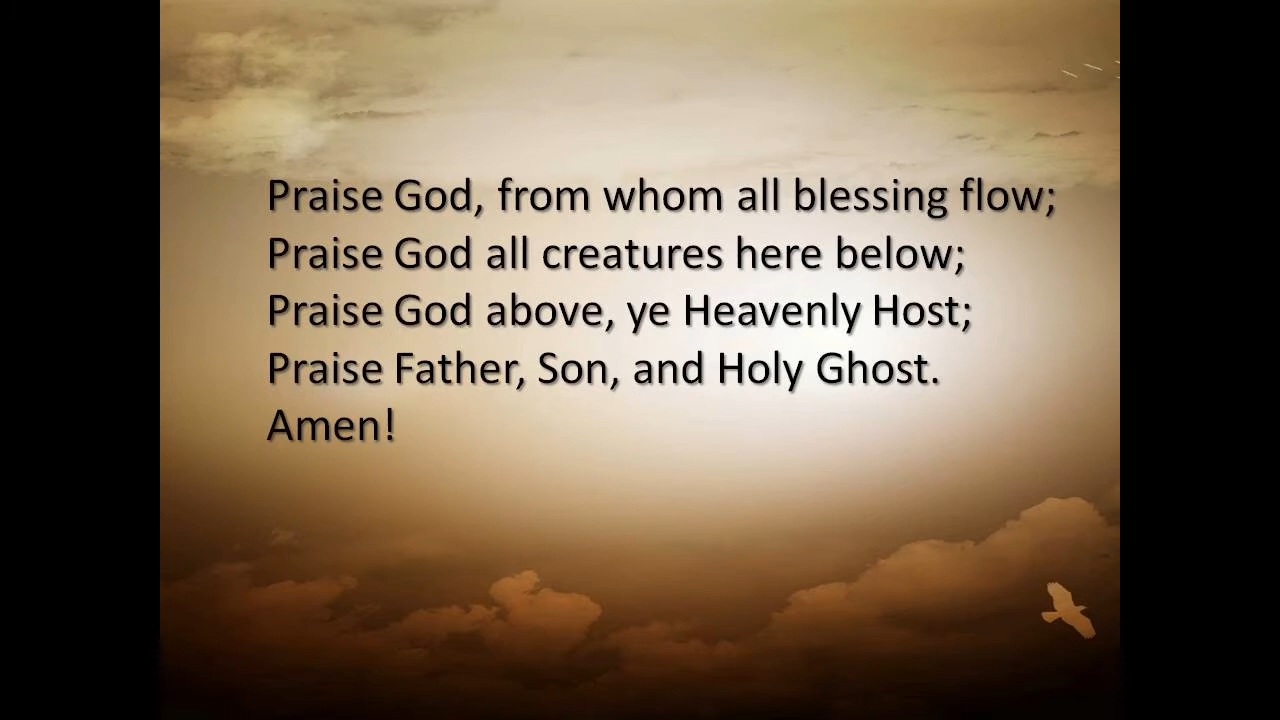 Praise God, from whom all blessing flow;
Praise God all creatures here below;
Praise God above, ye Heavenly Host;
Praise Father, Son, and Holy Ghost.
Amen!